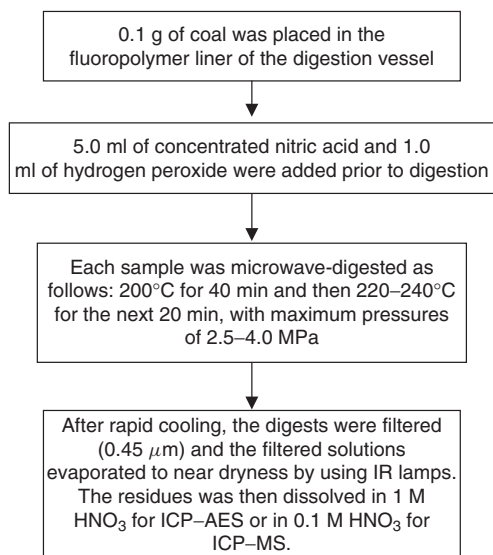 0.1 g of coal was placed in the
fluoropolymer liner of the digestion vessel
5.0 ml of concentrated nitric acid and 1.0
ml of hydrogen peroxide were added prior to digestion
Each sample was microwave-digested as
follows: 200°C for 40 min and then 220–240°C
for the next 20 min, with maximum pressures
of 2.5–4.0 MPa
After rapid cooling, the digests were filtered
(0.45 μm) and the filtered solutions
evaporated to near dryness by using IR lamps.
The residues was then dissolved in 1 M
HNO₃ for ICP–AES or in 0.1 M HNO₃ for
ICP–MS.